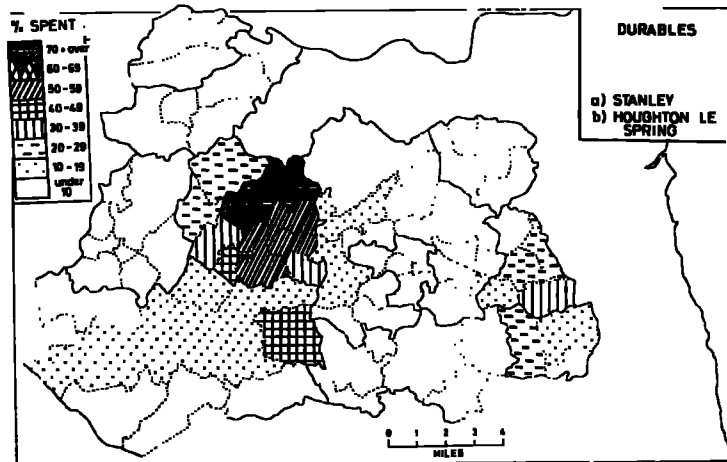 % SPENT
70 + over
60 - 69
50 - 59
40 - 49
30 - 39
20 - 29
10 - 19
under
10
DURABLES
a) STANLEY
b) HOUGHTON LE
SPRING
0 1 2 3 4
MILES